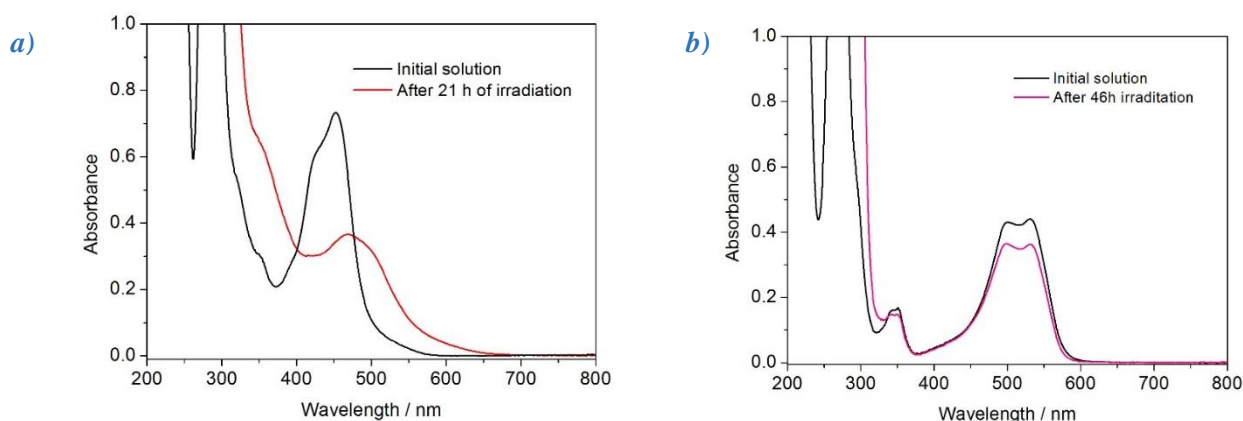 a)
Initial solution
After 21 h of irradiation
Absorbance
1.0
0.8
0.6
0.4
0.2
0.0
200 300 400 500 600 700 800
Wavelength / nm
b)
Initial solution
After 46h irraditation
Absorbance
1.0
0.8
0.6
0.4
0.2
0.0
200 300 400 500 600 700 800
Wavelength / nm